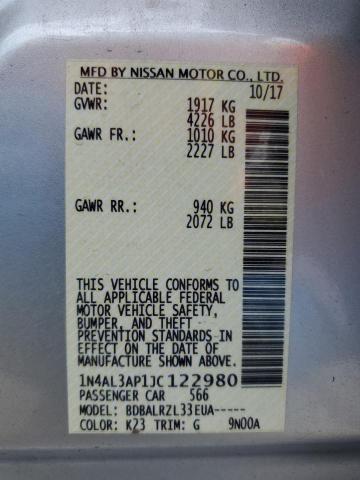 MFD BY NISSAN MOTOR CO., LTD.
DATE: 10/17
GVWR: 1917 KG
4226 LB
GAWR FR.: 1010 KG
2227 LB
GAWR RR.: 940 KG
2072 LB
THIS VEHICLE CONFORMS TO
ALL APPLICABLE FEDERAL
MOTOR VEHICLE SAFETY,
BUMPER, AND THEFT
PREVENTION STANDARDS IN
EFFECT ON THE DATE OF
MANUFACTURE SHOWN ABOVE.
1N4AL3AP1JC122980
PASSENGER CAR 566
MODEL: BDBALRZL33EUA-----
COLOR: K23 TRIM: G 9N00A